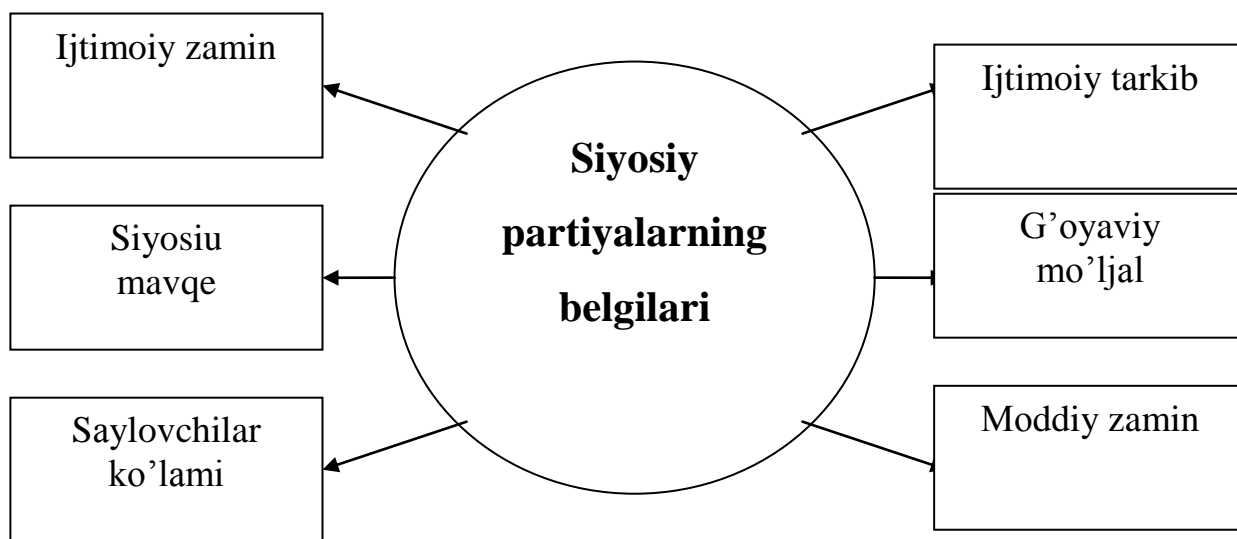 Ijtimoiy zamin
Ijtimoiy tarkib
Siyosiy
partiyalarning
belgilari
Siyosiu
mavqe
G’oyaviy
mo’ljal
Saylovchilar
ko’lami
Moddiy zamin